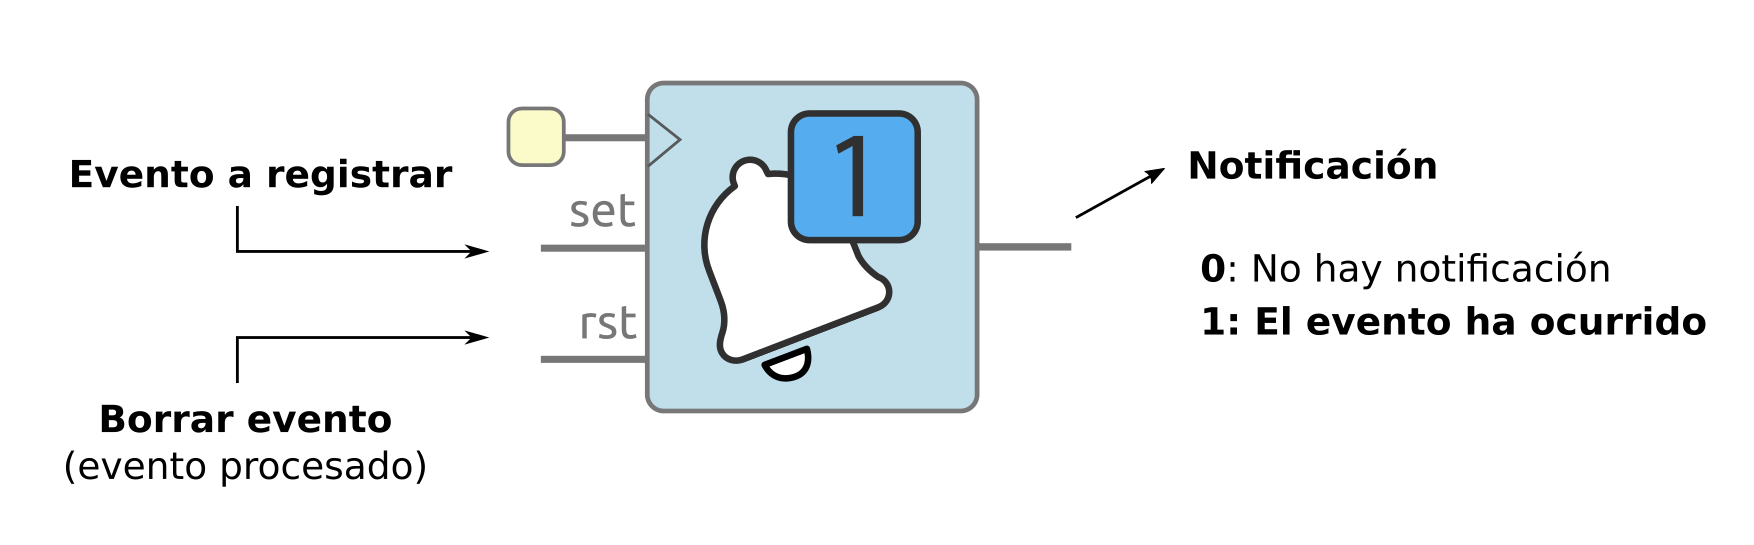 Evento a registrar
set
rst
Borrar evento
(evento procesado)
1
Notificación
0: No hay notificación
1: El evento ha ocurrido